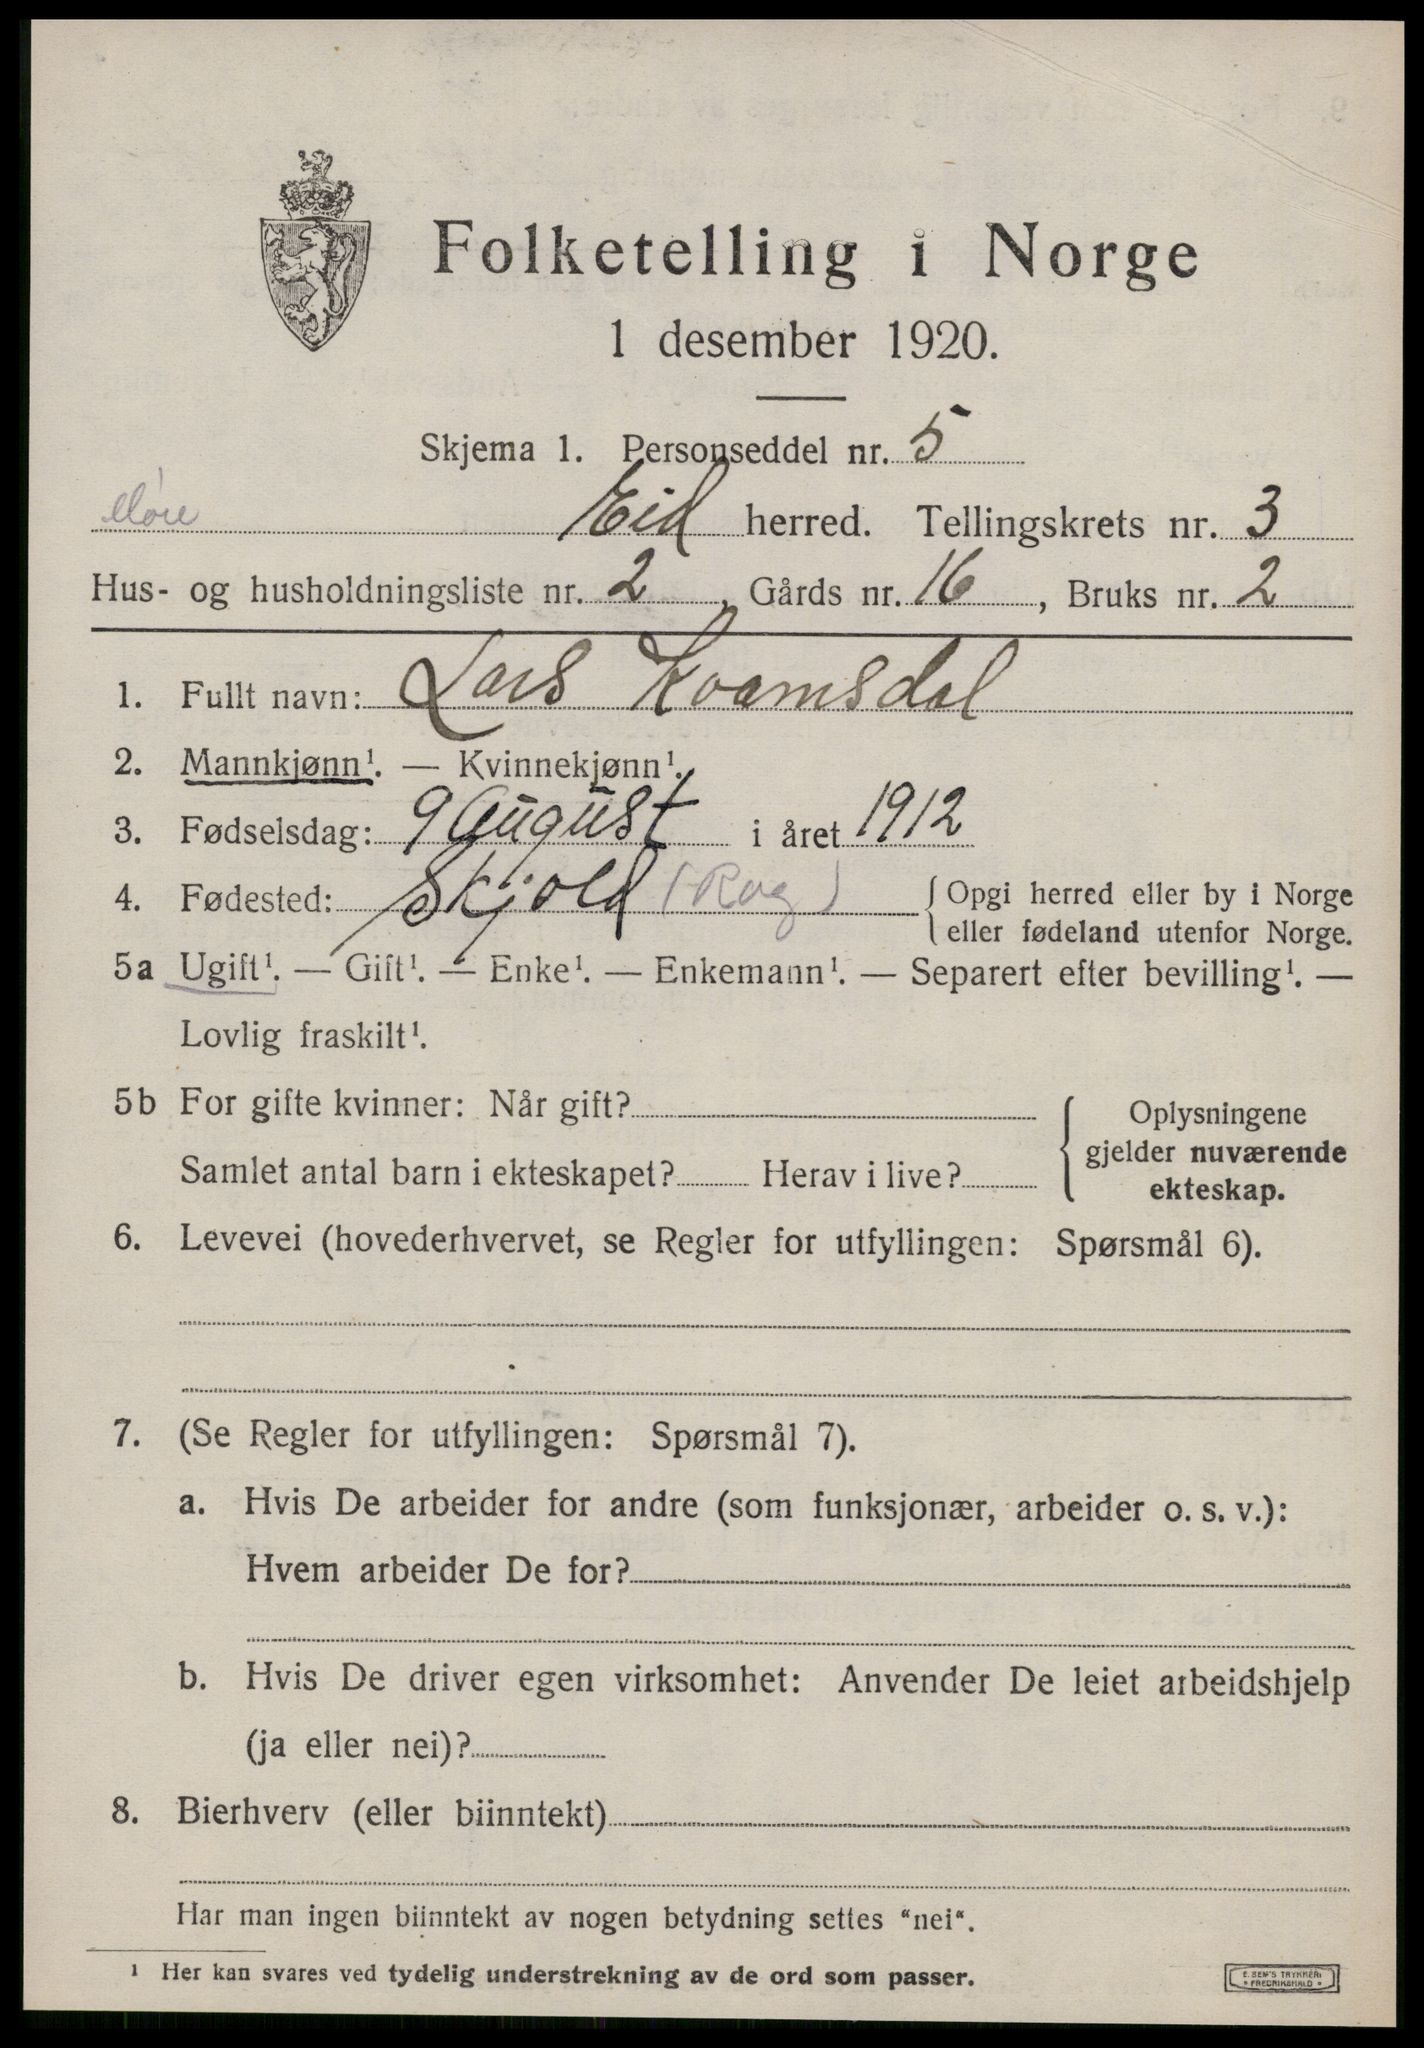 Folketelling i Norge
1 desember 1920.
Skjema 1. Personseddel nr. 5
Møre Eid herred. Tellingskrets nr. 3
Hus- og husholdningsliste nr. 2, Gårds nr. 16, Bruks nr. 2
1. Fullt navn: Lars Kvamsdal
2. Mannkjønn¹. — Kvinnekjønn¹.
3. Fødselsdag: 9 August i året 1912
4. Fødested: Skjold (Rog) { Opgi herred eller by i Norge
eller fødeland utenfor Norge.
5a Ugift¹. — Gift¹. — Enke¹. — Enkemann¹. — Separert efter bevilling¹. —
Lovlig fraskilt¹.
5b For gifte kvinner: Når gift?
Samlet antal barn i ekteskapet? Herav i live?
{ Oplysningene
gjelder nuværende
ekteskap.
6. Levevei (hovederhvervet, se Regler for utfyllingen: Spørsmål 6).
7. (Se Regler for utfyllingen: Spørsmål 7).
a. Hvis De arbeider for andre (som funksjonær, arbeider o. s. v.):
Hvem arbeider De for?
b. Hvis De driver egen virksomhet: Anvender De leiet arbeidshjelp
(ja eller nei)?
8. Bierhverv (eller biinntekt)
Har man ingen biinntekt av nogen betydning settes “nei“.
¹ Her kan svares ved tydelig understrekning av de ord som passer.
E. SEM'S TRYKKERI
• FREDRIKSHALD •